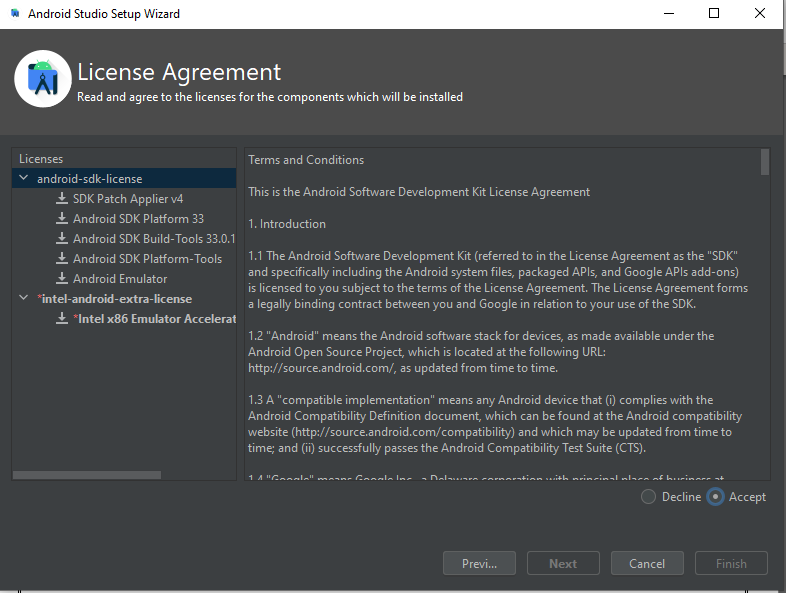 Android Studio Setup Wizard
License Agreement
Read and agree to the licenses for the components which will be installed
Licenses
android-sdk-license
SDK Patch Applier v4
Android SDK Platform 33
Android SDK Build-Tools 33.0.1
Android SDK Platform-Tools
Android Emulator
*intel-android-extra-license
*Intel x86 Emulator Accelerat
Terms and Conditions
This is the Android Software Development Kit License Agreement
1. Introduction
1.1 The Android Software Development Kit (referred to in the License Agreement as the "SDK"
and specifically including the Android system files, packaged APIs, and Google APIs add-ons)
is licensed to you subject to the terms of the License Agreement. The License Agreement forms
a legally binding contract between you and Google in relation to your use of the SDK.
1.2 "Android" means the Android software stack for devices, as made available under the
Android Open Source Project, which is located at the following URL:
http://source.android.com/, as updated from time to time.
1.3 A "compatible implementation" means any Android device that (i) complies with the
Android Compatibility Definition document, which can be found at the Android compatibility
website (http://source.android.com/compatibility) and which may be updated from time to
time; and (ii) successfully passes the Android Compatibility Test Suite (CTS).
1.4 "Google" means Google Inc., a Delaware corporation with principal place of business at
Decline
Accept
Previ...
Next
Cancel
Finish